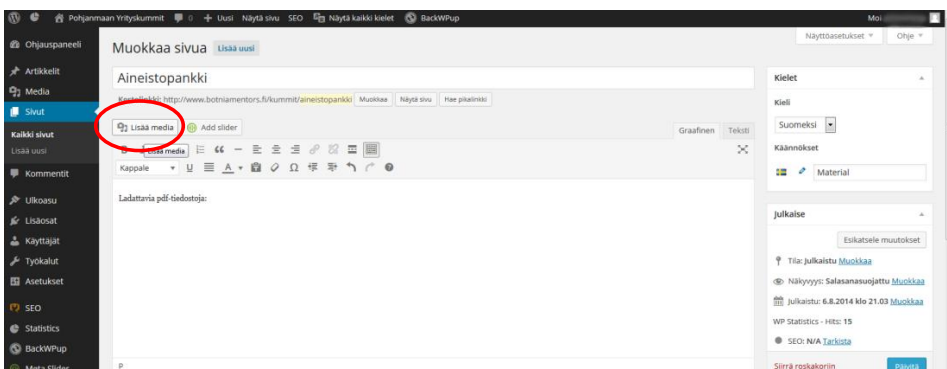 Pohjanmaan Yrityskummit 0 + Uusi Näytä sivu SEO Näytä kaikki kielet BackWPup Moi
Ohjauspaneeli
Artikkelit
Media
Sivut
Kaikki sivut
Lisää uusi
Kommentit
Ulkoasu
Lisäosat
Käyttäjät
Työkalut
Asetukset
SEO
Statistics
BackWPup
Meta Slider
Näyttöasetukset Ohje
Muokkaa sivua Lisää uusi
Aineistopankki
Kestolinkki: http://www.botniamentors.fi/kummit/aineistopankki Muokkaa Näytä sivu Hae pikalinkki
Lisää media Add slider
Graafinen Teksti
Lisää media
Kappale
Ladattavia pdf-tiedostoja:
P
Kielet
Kieli
Suomeksi
Käännökset
Material
Julkaise
Esikatsele muutokset
Tila: Julkaistu Muokkaa
Näkyvyys: Salasanasuojattu Muokkaa
Julkaistu: 6.8.2014 klo 21.03 Muokkaa
WP Statistics - Hits: 15
SEO: N/A Tarkista
Siirrä roskakoriin Päivitä